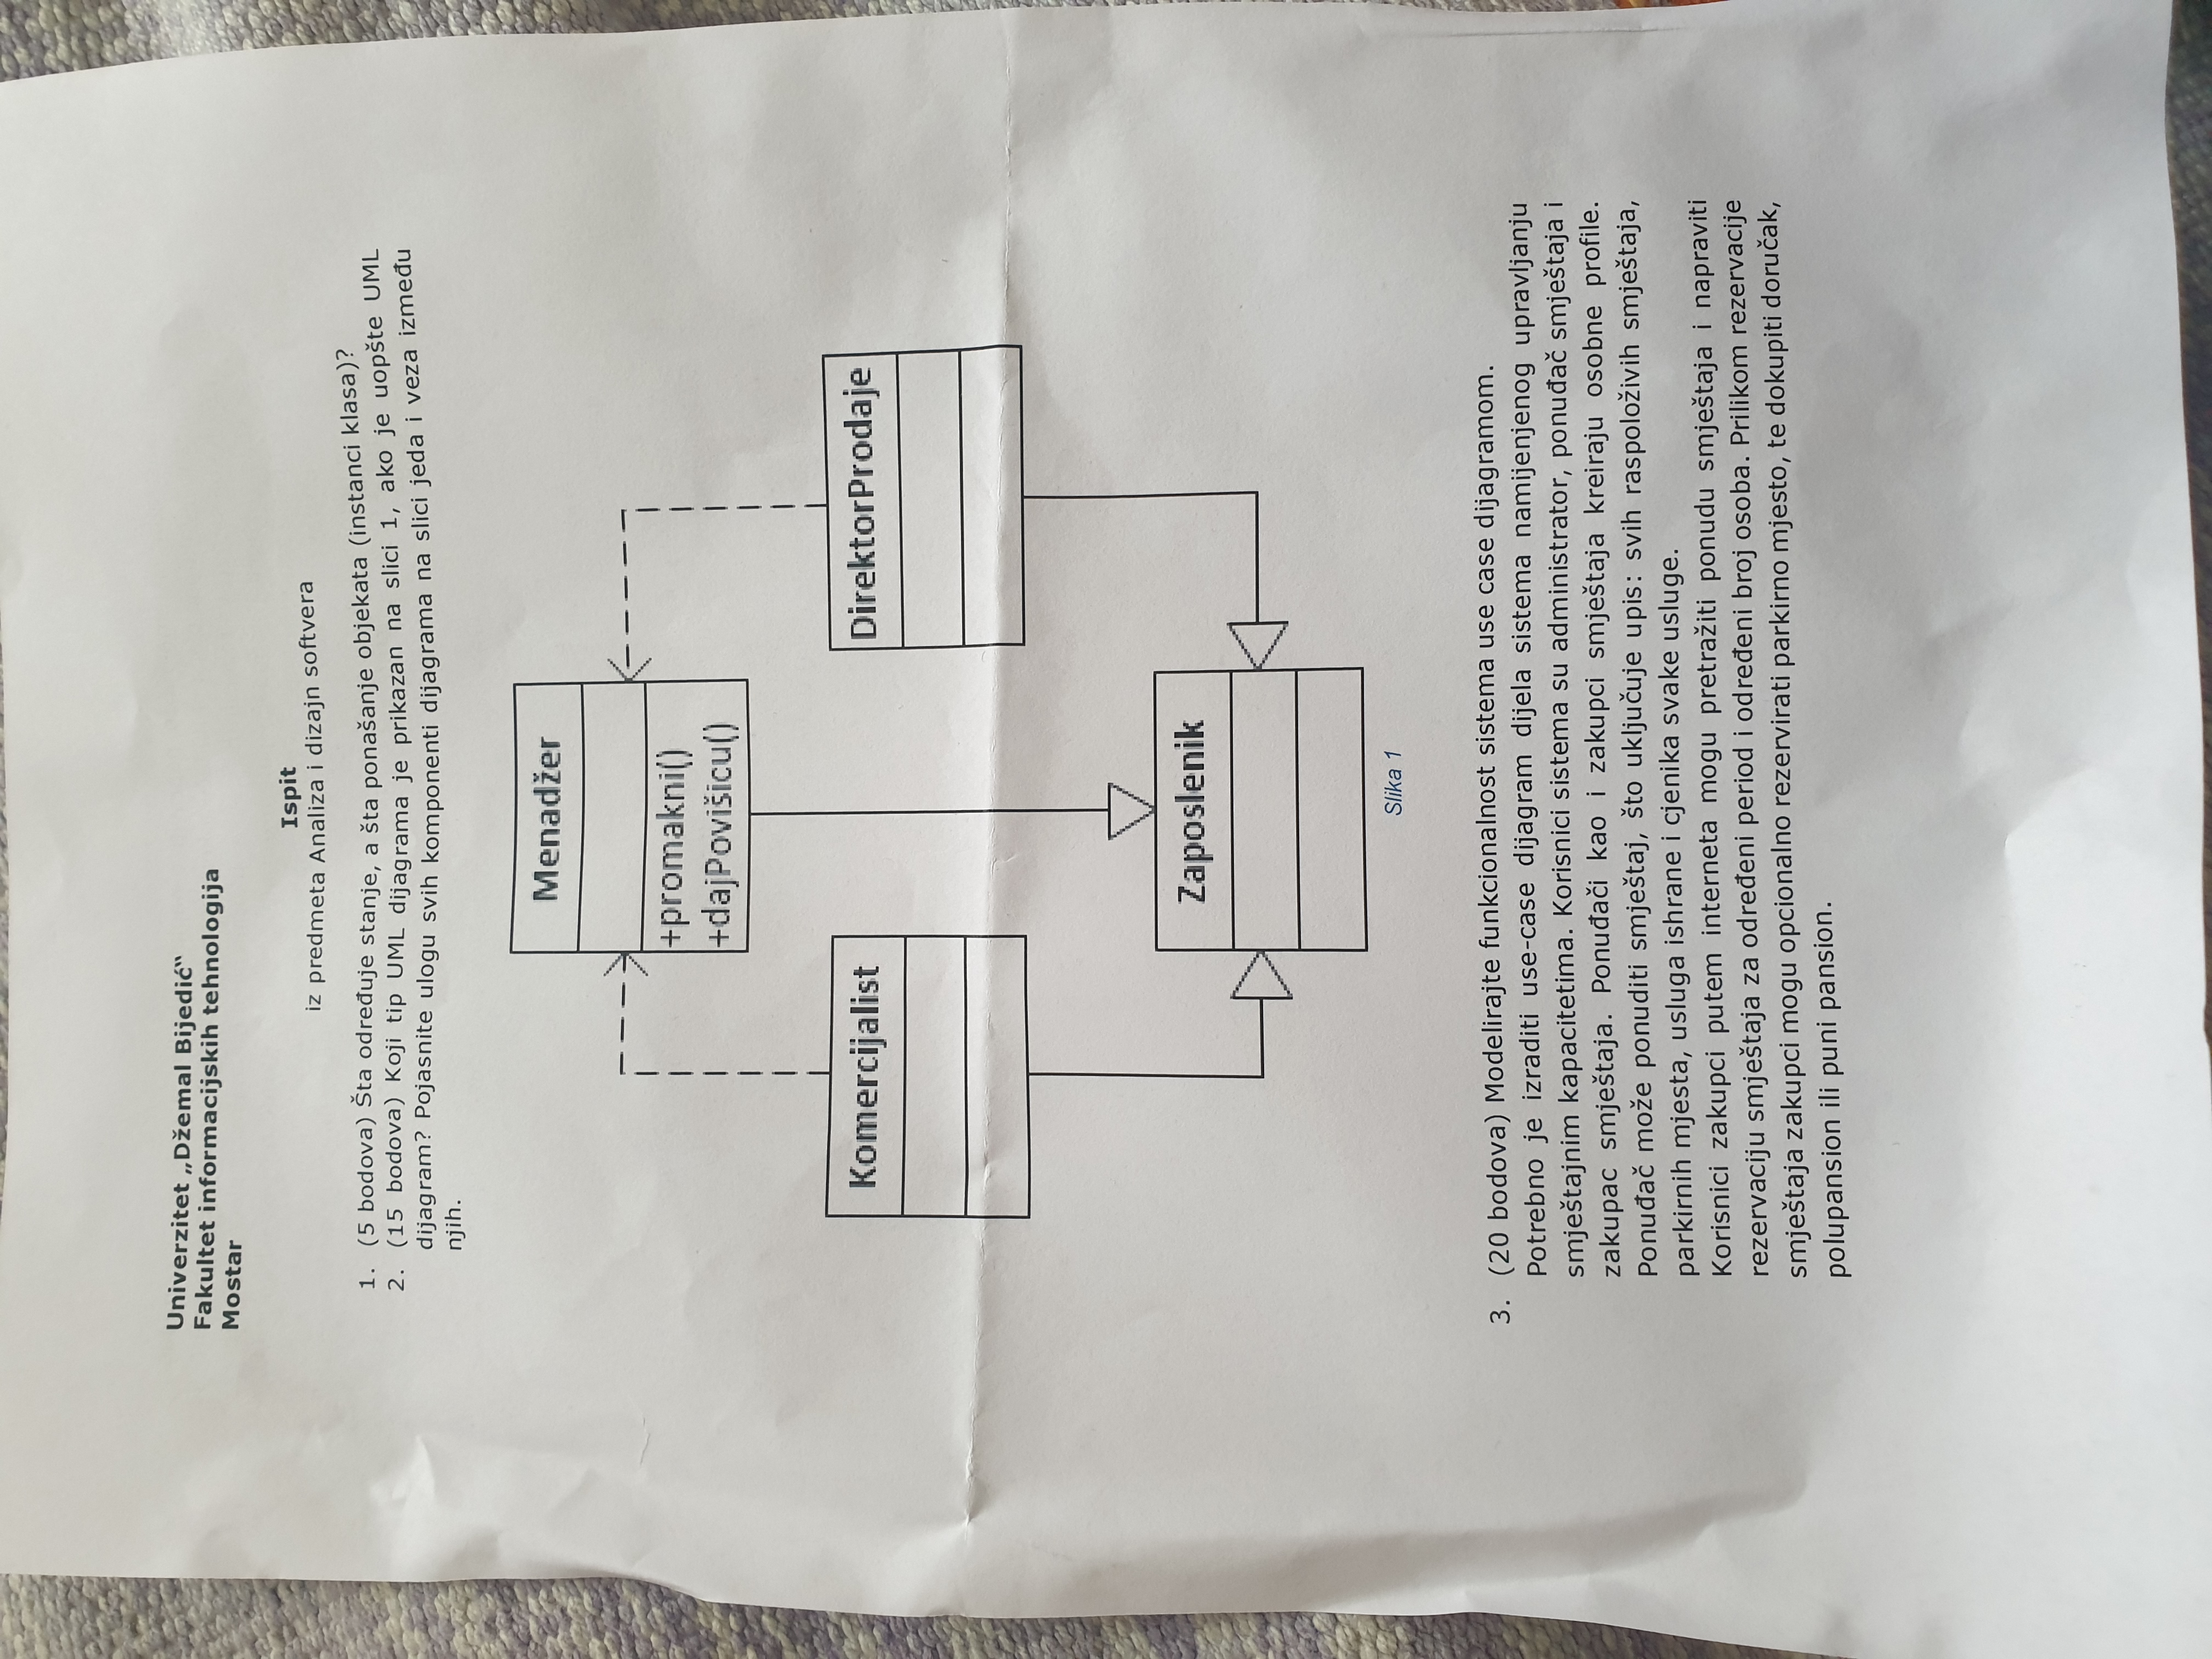 Univerzitet „Džemal Bijedić“
Fakultet informacijskih tehnologija
Mostar
Ispit
iz predmeta Analiza i dizajn softvera
1. (5 bodova) Šta određuje stanje, a šta ponašanje objekata (instanci klasa)?
2. (15 bodova) Koji tip UML dijagrama je prikazan na slici 1, ako je uopšte UML
dijagram? Pojasnite ulogu svih komponenti dijagrama na slici jeda i veza između
njih.
Menadžer
+promakni()
+dajPovišicu()
Komercijalist
DirektorProdaje
Zaposlenik
Slika 1
3. (20 bodova) Modelirajte funkcionalnost sistema use case dijagramom.
Potrebno je izraditi use-case dijagram dijela sistema namijenjenog upravljanju
smještajnim kapacitetima. Korisnici sistema su administrator, ponuđač smještaja i
zakupac smještaja. Ponuđači kao i zakupci smještaja kreiraju osobne profile.
Ponuđač može ponuditi smještaj, što uključuje upis: svih raspoloživih smještaja,
parkirnih mjesta, usluga ishrane i cjenika svake usluge.
Korisnici zakupci putem interneta mogu pretražiti ponudu smještaja i napraviti
rezervaciju smještaja za određeni period i određeni broj osoba. Prilikom rezervacije
smještaja zakupci mogu opcionalno rezervirati parkirno mjesto, te dokupiti doručak,
polupansion ili puni pansion.